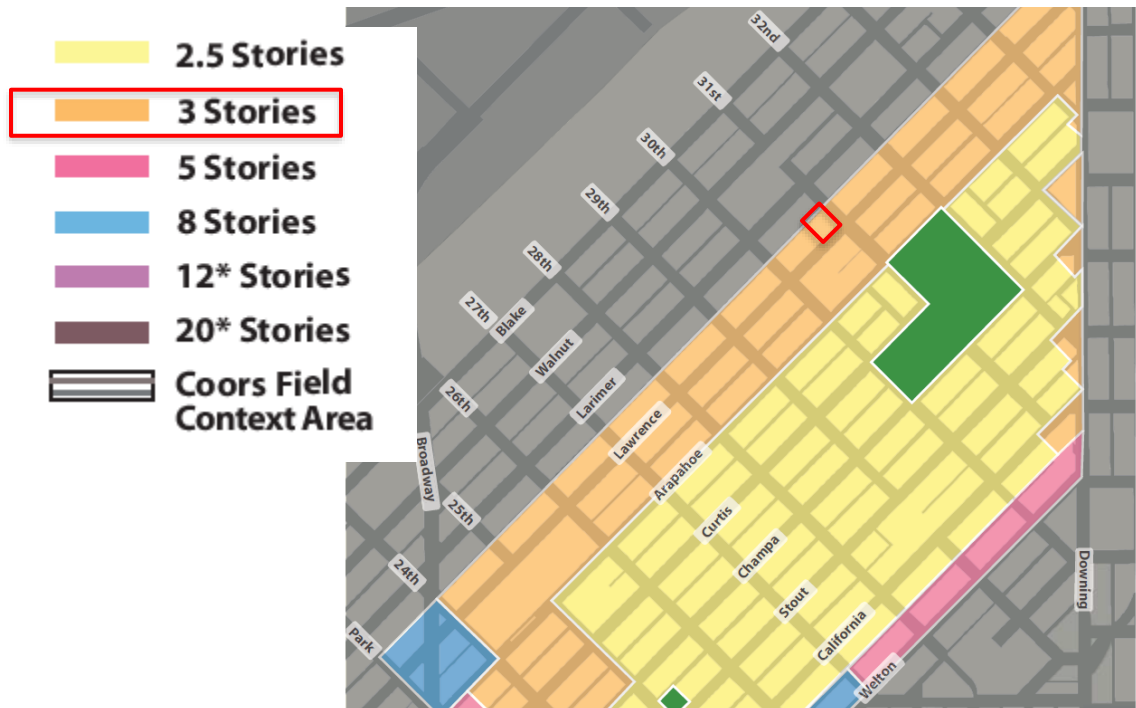 2.5 Stories
3 Stories
5 Stories
8 Stories
12* Stories
20* Stories
Coors Field
Context Area
32nd
31st
30th
29th
28th
27th
Blake
Walnut
Larimer
26th
Lawrence
Broadway
Arapahoe
25th
Curtis
Champa
24th
Stout
Downing
California
Park
Welton